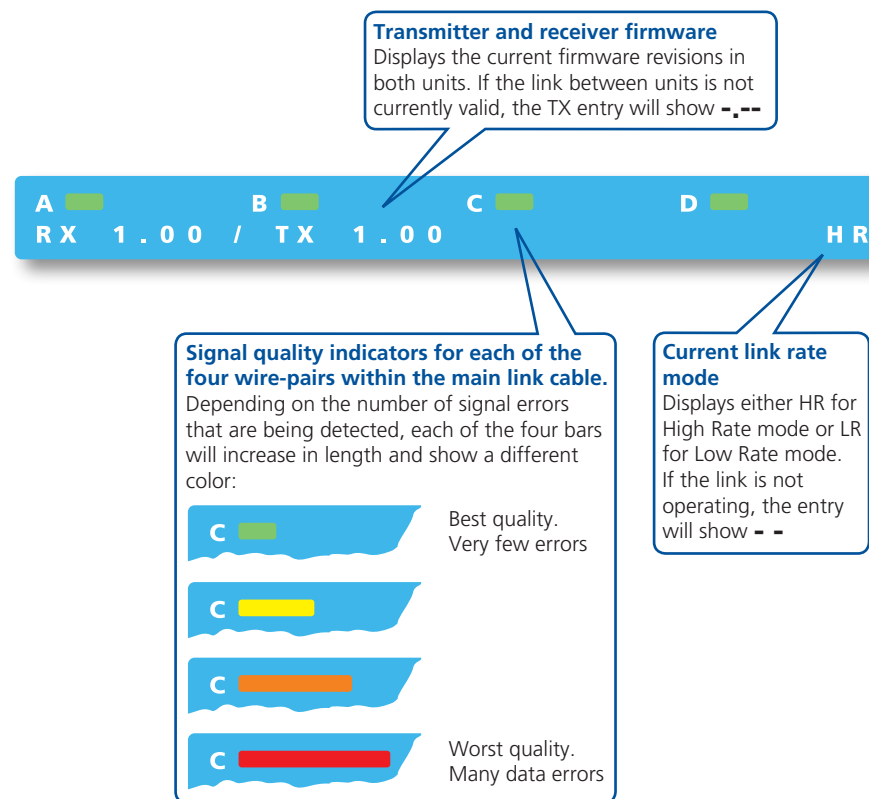 Transmitter and receiver firmware
Displays the current firmware revisions in
both units. If the link between units is not
currently valid, the TX entry will show -.--
A
B
C
D
RX 1.00 / TX 1.00
HR
Signal quality indicators for each of the
four wire-pairs within the main link cable.
Depending on the number of signal errors
that are being detected, each of the four bars
will increase in length and show a different
color:
C
Best quality.
Very few errors
C
C
C
Worst quality.
Many data errors
Current link rate
mode
Displays either HR for
High Rate mode or LR
for Low Rate mode.
If the link is not
operating, the entry
will show - -